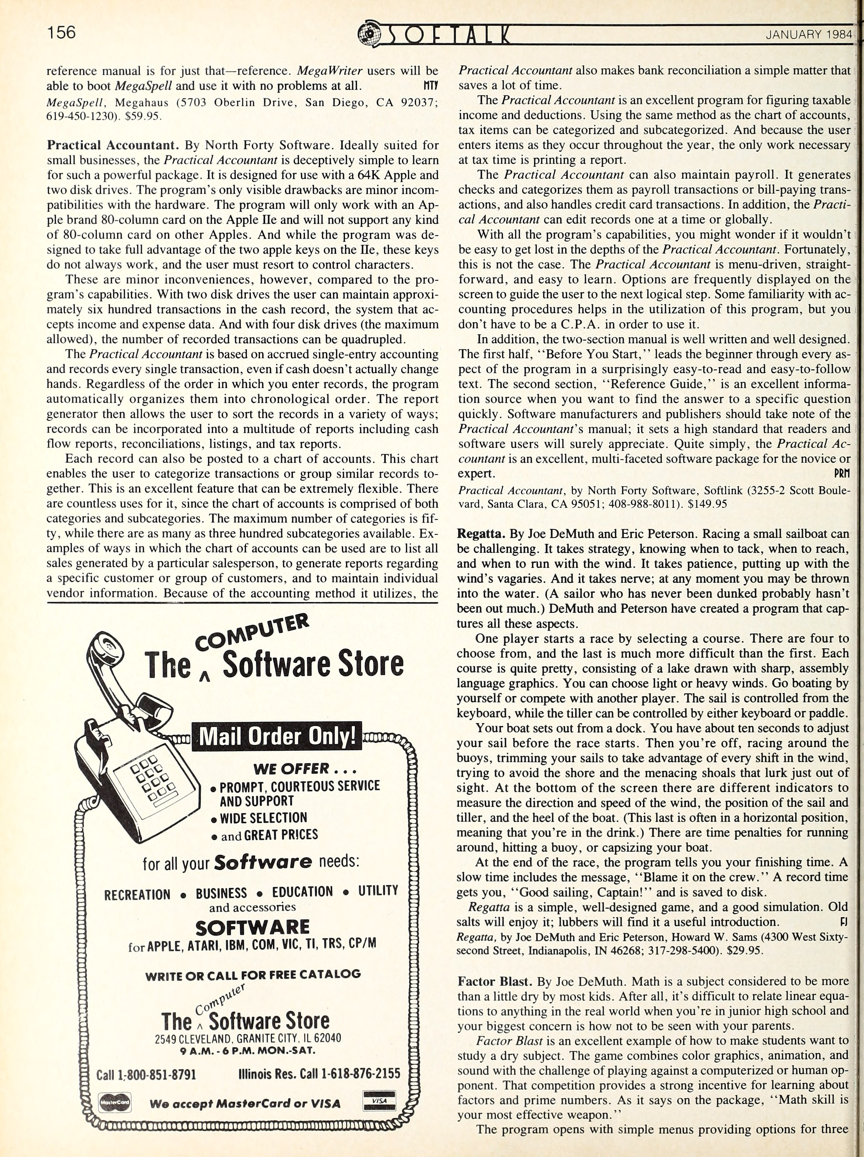 156
SOFTALK
JANUARY 1984
reference manual is for just that—reference. MegaWriter users will be
able to boot MegaSpell and use it with no problems at all. MTY
MegaSpell, Megahaus (5703 Oberlin Drive, San Diego, CA 92037;
619-450-1230). $59.95.
Practical Accountant. By North Forty Software. Ideally suited for
small businesses, the Practical Accountant is deceptively simple to learn
for such a powerful package. It is designed for use with a 64K Apple and
two disk drives. The program's only visible drawbacks are minor incom-
patibilities with the hardware. The program will only work with an Ap-
ple brand 80-column card on the Apple IIe and will not support any kind
of 80-column card on other Apples. And while the program was de-
signed to take full advantage of the two apple keys on the IIe, these keys
do not always work, and the user must resort to control characters.
These are minor inconveniences, however, compared to the pro-
gram's capabilities. With two disk drives the user can maintain approxi-
mately six hundred transactions in the cash record, the system that ac-
cepts income and expense data. And with four disk drives (the maximum
allowed), the number of recorded transactions can be quadrupled.
The Practical Accountant is based on accrued single-entry accounting
and records every single transaction, even if cash doesn't actually change
hands. Regardless of the order in which you enter records, the program
automatically organizes them into chronological order. The report
generator then allows the user to sort the records in a variety of ways;
records can be incorporated into a multitude of reports including cash
flow reports, reconciliations, listings, and tax reports.
Each record can also be posted to a chart of accounts. This chart
enables the user to categorize transactions or group similar records to-
gether. This is an excellent feature that can be extremely flexible. There
are countless uses for it, since the chart of accounts is comprised of both
categories and subcategories. The maximum number of categories is fif-
ty, while there are as many as three hundred subcategories available. Ex-
amples of ways in which the chart of accounts can be used are to list all
sales generated by a particular salesperson, to generate reports regarding
a specific customer or group of customers, and to maintain individual
vendor information. Because of the accounting method it utilizes, the
COMPUTER
The ^ Software Store
Mail Order Only!
WE OFFER . . .
• PROMPT, COURTEOUS SERVICE
AND SUPPORT
• WIDE SELECTION
• and GREAT PRICES
for all your Software needs:
RECREATION • BUSINESS • EDUCATION • UTILITY
and accessories
SOFTWARE
for APPLE, ATARI, IBM, COM, VIC, TI, TRS, CP/M
WRITE OR CALL FOR FREE CATALOG
Computer
The ^ Software Store
2549 CLEVELAND, GRANITE CITY, IL 62040
9 A.M. - 6 P.M. MON.-SAT.
Call 1-800-851-8791 Illinois Res. Call 1-618-876-2155
MasterCard We accept MasterCard or VISA VISA
Practical Accountant also makes bank reconciliation a simple matter that
saves a lot of time.
The Practical Accountant is an excellent program for figuring taxable
income and deductions. Using the same method as the chart of accounts,
tax items can be categorized and subcategorized. And because the user
enters items as they occur throughout the year, the only work necessary
at tax time is printing a report.
The Practical Accountant can also maintain payroll. It generates
checks and categorizes them as payroll transactions or bill-paying trans-
actions, and also handles credit card transactions. In addition, the Practi-
cal Accountant can edit records one at a time or globally.
With all the program's capabilities, you might wonder if it wouldn't
be easy to get lost in the depths of the Practical Accountant. Fortunately,
this is not the case. The Practical Accountant is menu-driven, straight-
forward, and easy to learn. Options are frequently displayed on the
screen to guide the user to the next logical step. Some familiarity with ac-
counting procedures helps in the utilization of this program, but you
don't have to be a C.P.A. in order to use it.
In addition, the two-section manual is well written and well designed.
The first half, "Before You Start," leads the beginner through every as-
pect of the program in a surprisingly easy-to-read and easy-to-follow
text. The second section, "Reference Guide," is an excellent informa-
tion source when you want to find the answer to a specific question
quickly. Software manufacturers and publishers should take note of the
Practical Accountant's manual; it sets a high standard that readers and
software users will surely appreciate. Quite simply, the Practical Ac-
countant is an excellent, multi-faceted software package for the novice or
expert. PRM
Practical Accountant, by North Forty Software, Softlink (3255-2 Scott Boule-
vard, Santa Clara, CA 95051; 408-988-8011). $149.95
Regatta. By Joe DeMuth and Eric Peterson. Racing a small sailboat can
be challenging. It takes strategy, knowing when to tack, when to reach,
and when to run with the wind. It takes patience, putting up with the
wind's vagaries. And it takes nerve; at any moment you may be thrown
into the water. (A sailor who has never been dunked probably hasn't
been out much.) DeMuth and Peterson have created a program that cap-
tures all these aspects.
One player starts a race by selecting a course. There are four to
choose from, and the last is much more difficult than the first. Each
course is quite pretty, consisting of a lake drawn with sharp, assembly
language graphics. You can choose light or heavy winds. Go boating by
yourself or compete with another player. The sail is controlled from the
keyboard, while the tiller can be controlled by either keyboard or paddle.
Your boat sets out from a dock. You have about ten seconds to adjust
your sail before the race starts. Then you're off, racing around the
buoys, trimming your sails to take advantage of every shift in the wind,
trying to avoid the shore and the menacing shoals that lurk just out of
sight. At the bottom of the screen there are different indicators to
measure the direction and speed of the wind, the position of the sail and
tiller, and the heel of the boat. (This last is often in a horizontal position,
meaning that you're in the drink.) There are time penalties for running
around, hitting a buoy, or capsizing your boat.
At the end of the race, the program tells you your finishing time. A
slow time includes the message, "Blame it on the crew." A record time
gets you, "Good sailing, Captain!" and is saved to disk.
Regatta is a simple, well-designed game, and a good simulation. Old
salts will enjoy it; lubbers will find it a useful introduction. FJ
Regatta, by Joe DeMuth and Eric Peterson, Howard W. Sams (4300 West Sixty-
second Street, Indianapolis, IN 46268; 317-298-5400). $29.95.
Factor Blast. By Joe DeMuth. Math is a subject considered to be more
than a little dry by most kids. After all, it's difficult to relate linear equa-
tions to anything in the real world when you're in junior high school and
your biggest concern is how not to be seen with your parents.
Factor Blast is an excellent example of how to make students want to
study a dry subject. The game combines color graphics, animation, and
sound with the challenge of playing against a computerized or human op-
ponent. That competition provides a strong incentive for learning about
factors and prime numbers. As it says on the package, "Math skill is
your most effective weapon."
The program opens with simple menus providing options for three